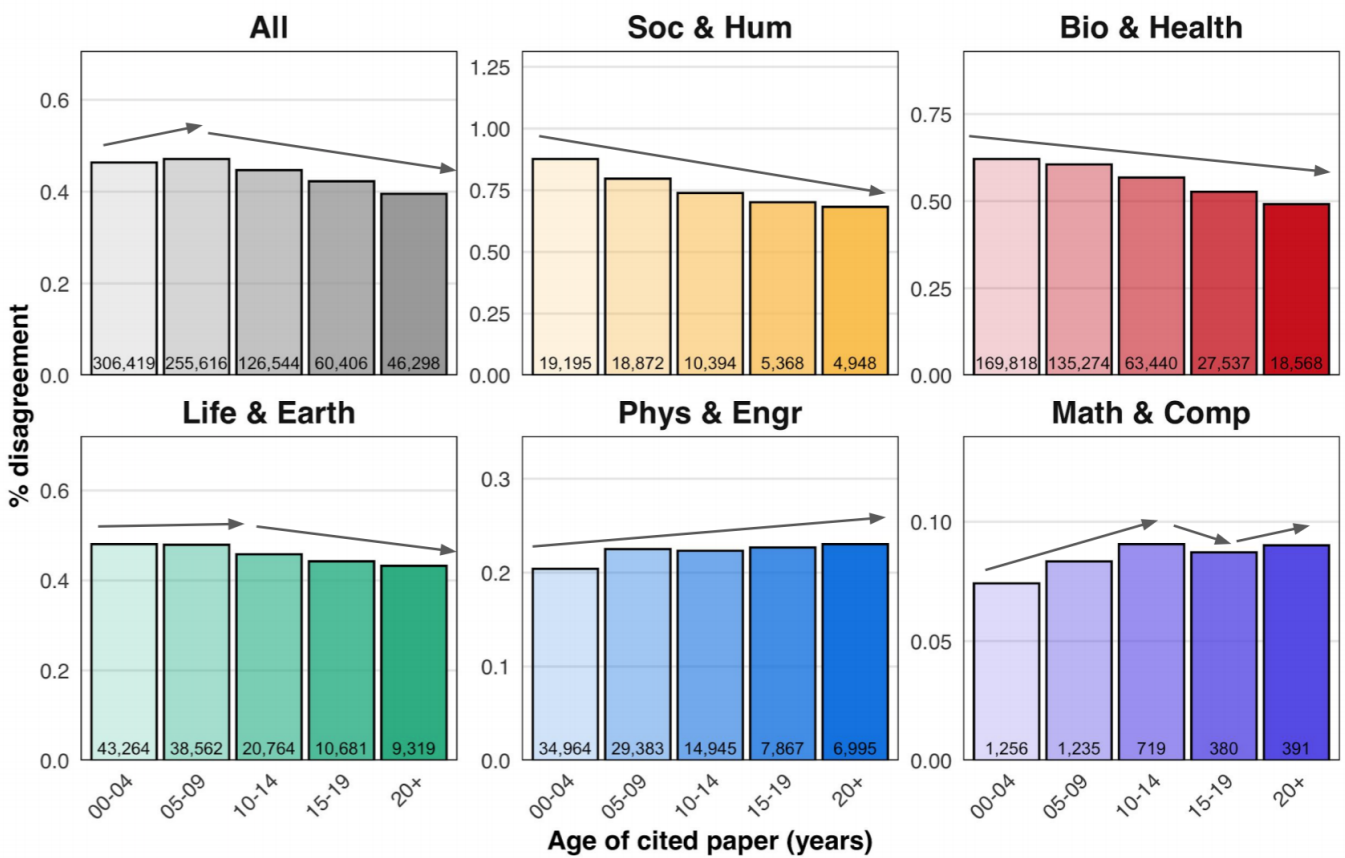 All
Soc & Hum
Bio & Health
0.6
0.4
0.2
0.0
306,419 255,616 126,544 60,406 46,298
1.25
1.00
0.75
0.50
0.25
0.00
19,195 18,872 10,394 5,368 4,948
0.75
0.50
0.25
0.00
169,818 135,274 63,440 27,537 18,568
% disagreement
Life & Earth
Phys & Engr
Math & Comp
0.6
0.4
0.2
0.0
43,264 38,562 20,764 10,681 9,319
0.3
0.2
0.1
0.0
34,964 29,383 14,945 7,867 6,995
0.10
0.05
0.00
1,256 1,235 719 380 391
00-04 05-09 10-14 15-19 20+
00-04 05-09 10-14 15-19 20+
00-04 05-09 10-14 15-19 20+
Age of cited paper (years)